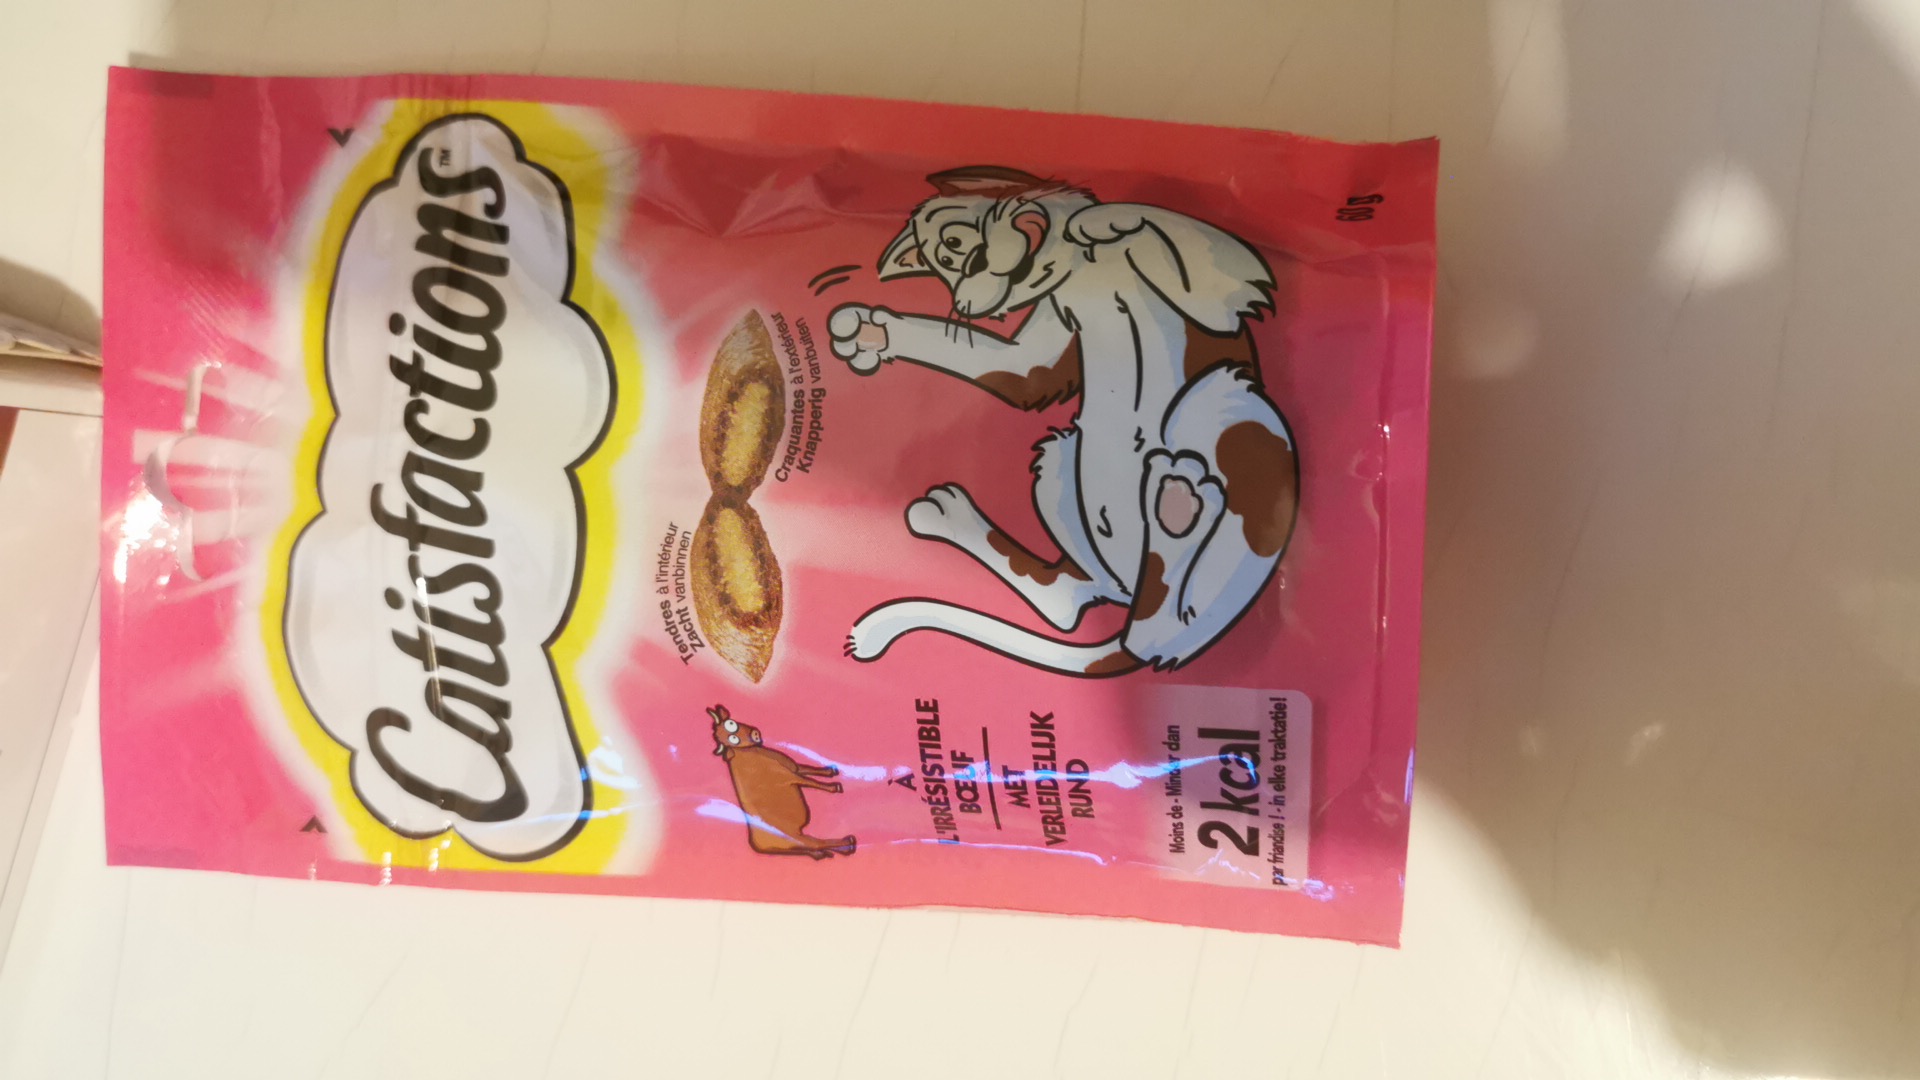 Catisfactions™
Tendres à l'intérieur
Zacht vanbinnen
Craquantes à l'extérieur
Knapperig vanbuiten
À
L'IRRÉSISTIBLE
BŒUF
MET
VERLEIDELIJK
RUND
Moins de - Minder dan
2 kcal
par friandise ! - in elke traktatie!
60 g